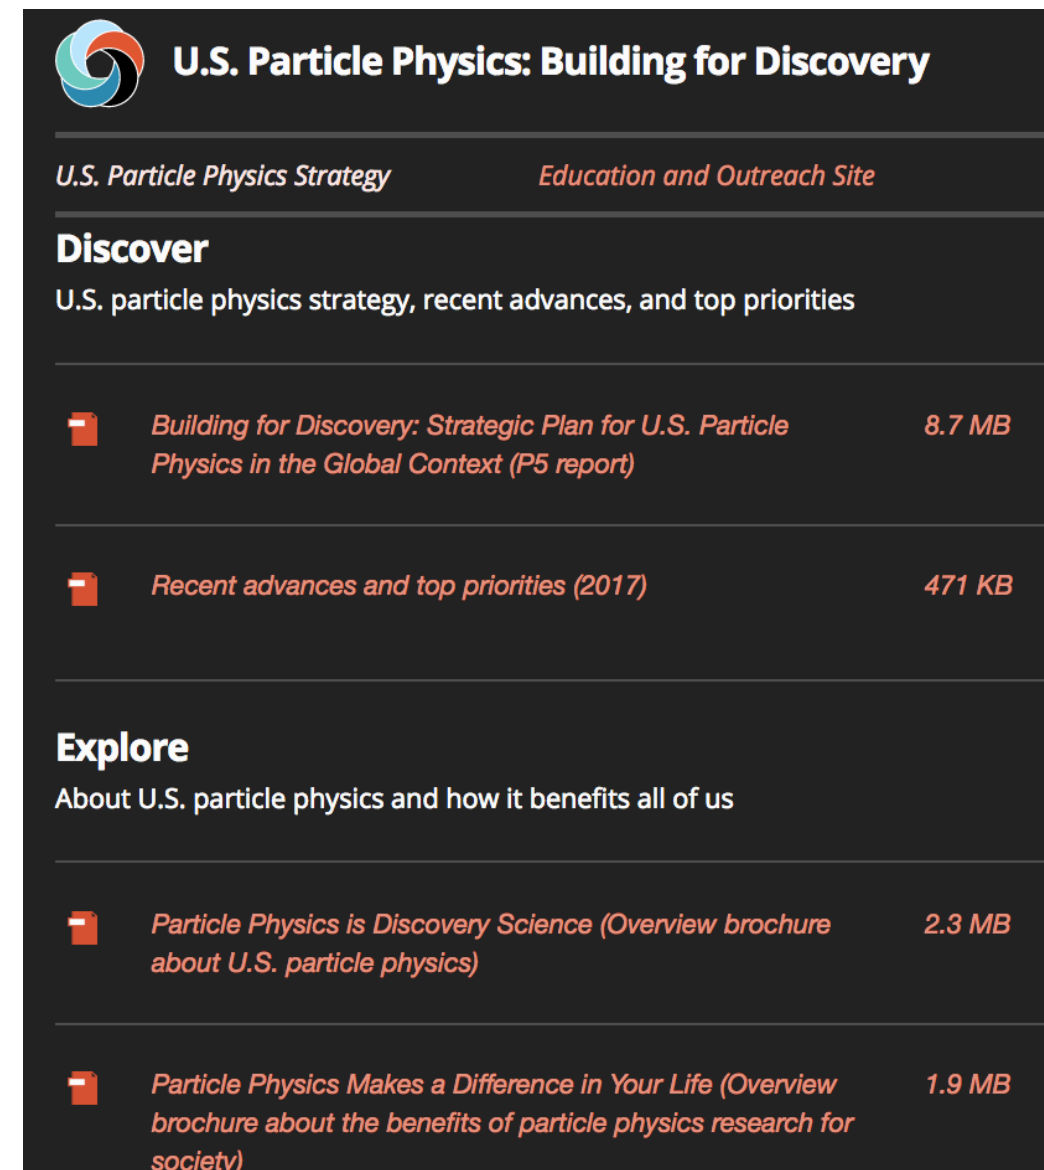 U.S. Particle Physics: Building for Discovery
U.S. Particle Physics Strategy
Education and Outreach Site
Discover
U.S. particle physics strategy, recent advances, and top priorities
Building for Discovery: Strategic Plan for U.S. Particle
Physics in the Global Context (P5 report)
8.7 MB
Recent advances and top priorities (2017)
471 KB
Explore
About U.S. particle physics and how it benefits all of us
Particle Physics is Discovery Science (Overview brochure
about U.S. particle physics)
2.3 MB
Particle Physics Makes a Difference in Your Life (Overview
brochure about the benefits of particle physics research for
society)
1.9 MB